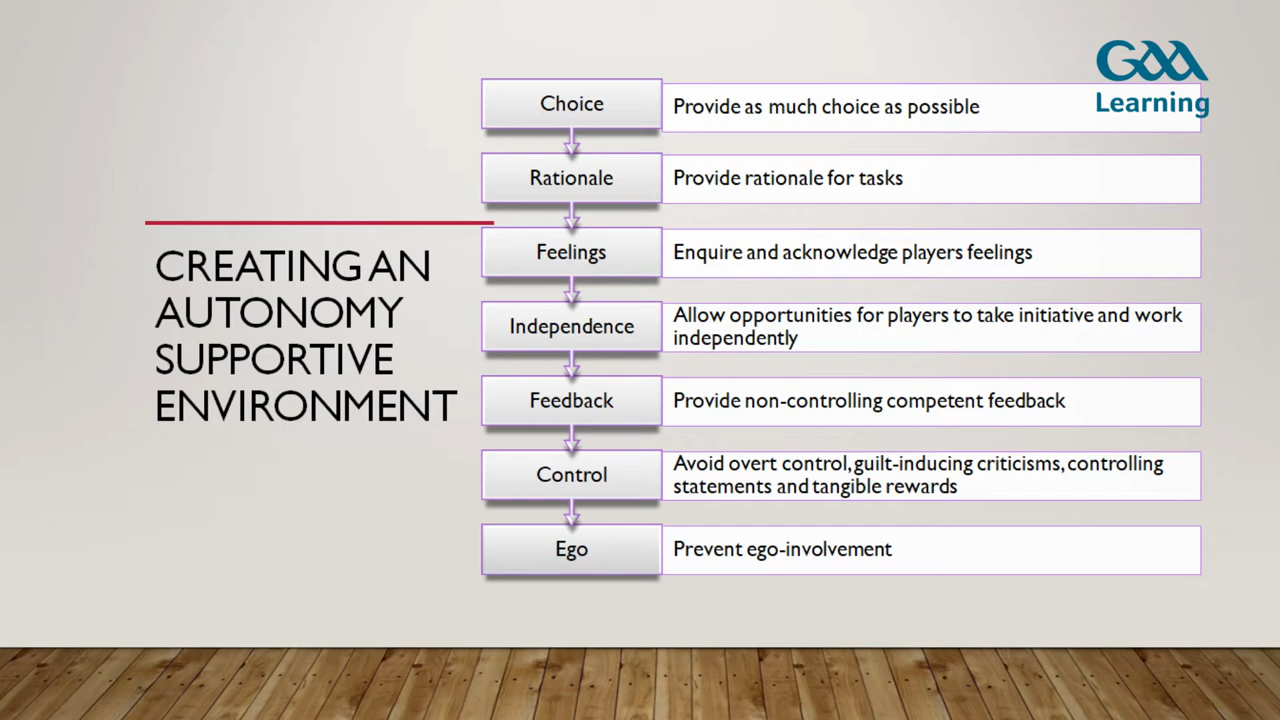 GAA
Learning
Choice
Provide as much choice as possible
Rationale
Provide rationale for tasks
CREATING AN
AUTONOMY
SUPPORTIVE
ENVIRONMENT
Feelings
Enquire and acknowledge players feelings
Independence
Allow opportunities for players to take initiative and work
independently
Feedback
Provide non-controlling competent feedback
Control
Avoid overt control, guilt-inducing criticisms, controlling
statements and tangible rewards
Ego
Prevent ego-involvement